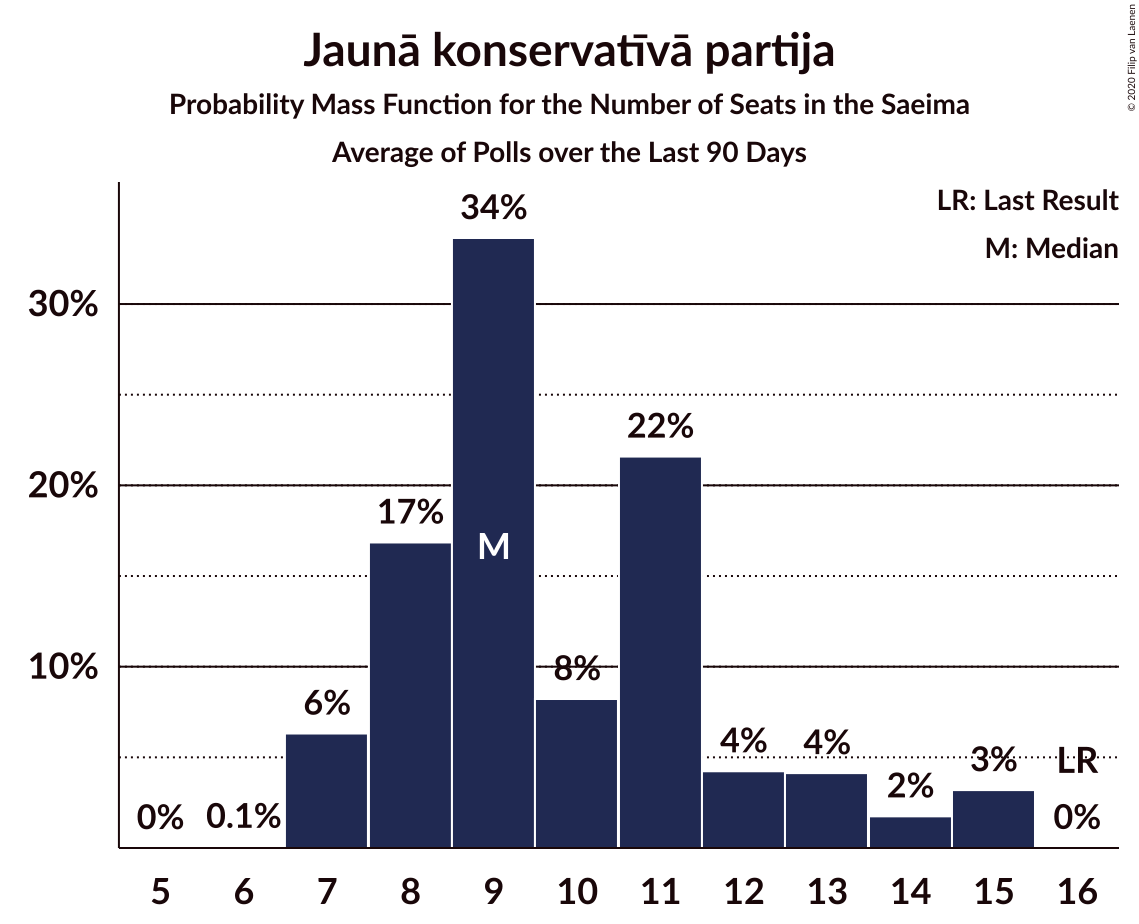 Jaunā konservatīvā partija
Probability Mass Function for the Number of Seats in the Saeima
Average of Polls over the Last 90 Days
© 2020 Filip van Laenen
LR: Last Result
M: Median
34%
30%
22%
20%
17%
M
10%
8%
6%
4%
4%
3%
LR
2%
0%
0.1%
0%
5 6 7 8 9 10 11 12 13 14 15 16